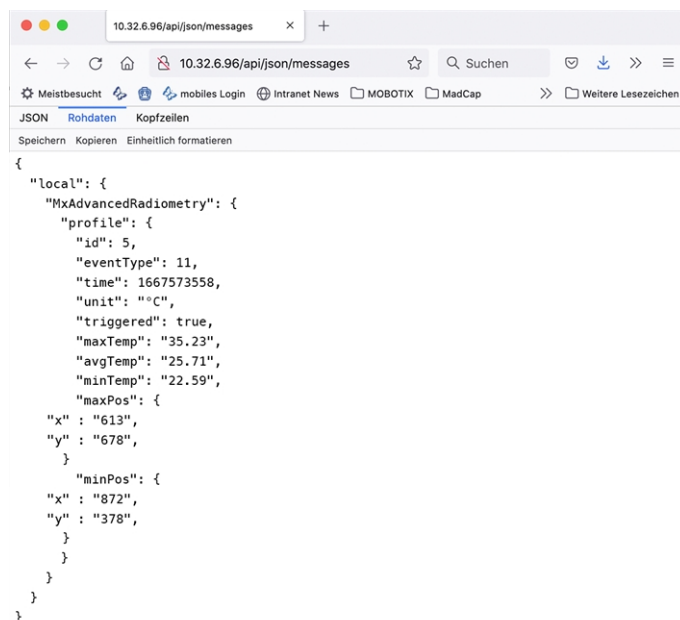 10.32.6.96/api/json/messages
10.32.6.96/api/json/messages Suchen
Meistbesucht mobiles Login Intranet News MOBOTIX MadCap Weitere Lesezeichen
JSON Rohdaten Kopfzeilen
Speichern Kopieren Einheitlich formatieren
{
"local": {
"MxAdvancedRadiometry": {
"profile": {
"id": 5,
"eventType": 11,
"time": 1667573558,
"unit": "°C",
"triggered": true,
"maxTemp": "35.23",
"avgTemp": "25.71",
"minTemp": "22.59",
"maxPos": {
"x" : "613",
"y" : "678",
}
"minPos": {
"x" : "872",
"y" : "378",
}
}
}
}
}